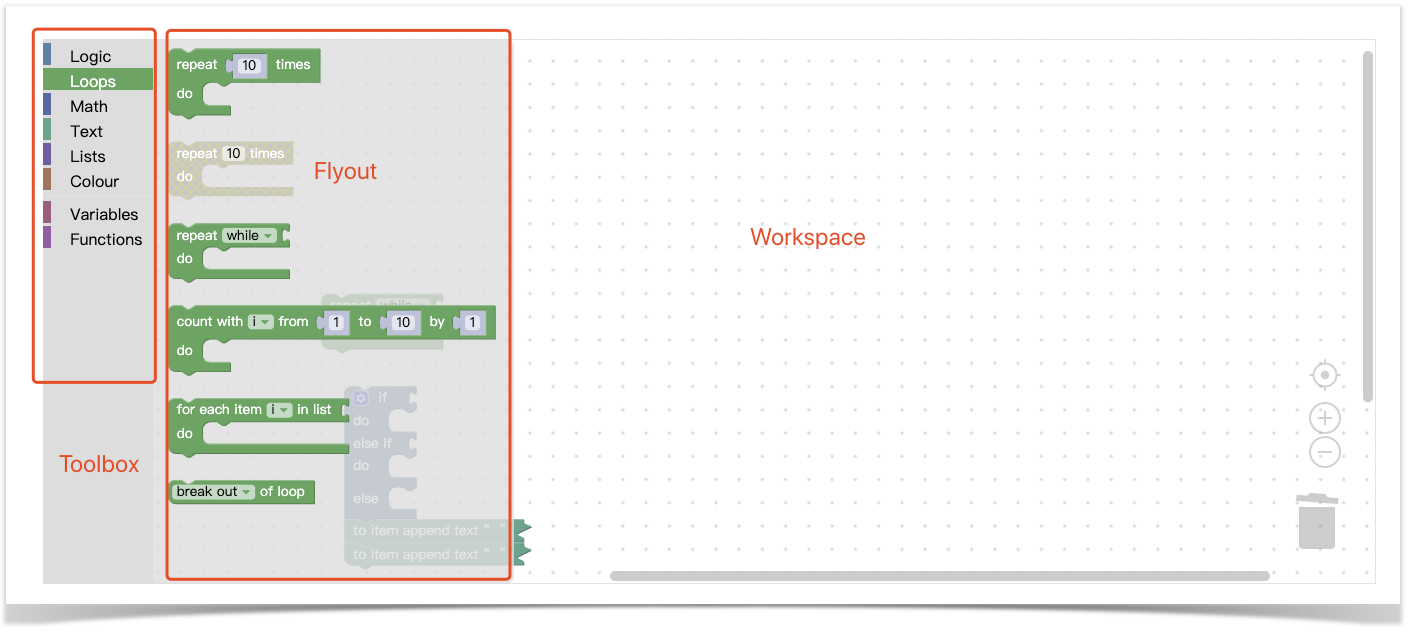 Logic
Loops
Math
Text
Lists
Colour
Variables
Functions
Toolbox
repeat 10 times
do
repeat 10 times
do
Flyout
repeat while
do
repeat while
count with i from 1 to 10 by 1
do
for each item i in list
do
break out of loop
if
do
else if
do
else
to item append text “ ”
to item append text “ ”
Workspace